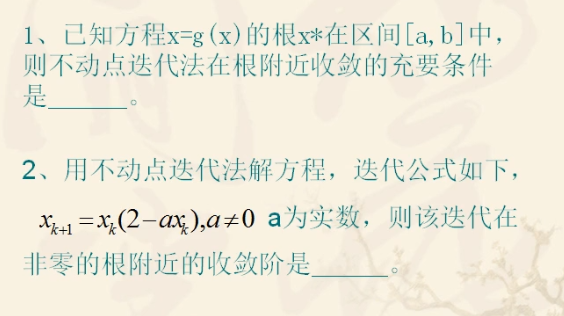 1、已知方程x=g(x)的根x*在区间[a,b]中,
则不动点迭代法在根附近收敛的充要条件
是______。
2、用不动点迭代法解方程，迭代公式如下，
xₖ₊₁=xₖ(2−axₖ),a≠0 a为实数，则该迭代在
非零的根附近的收敛阶是______。